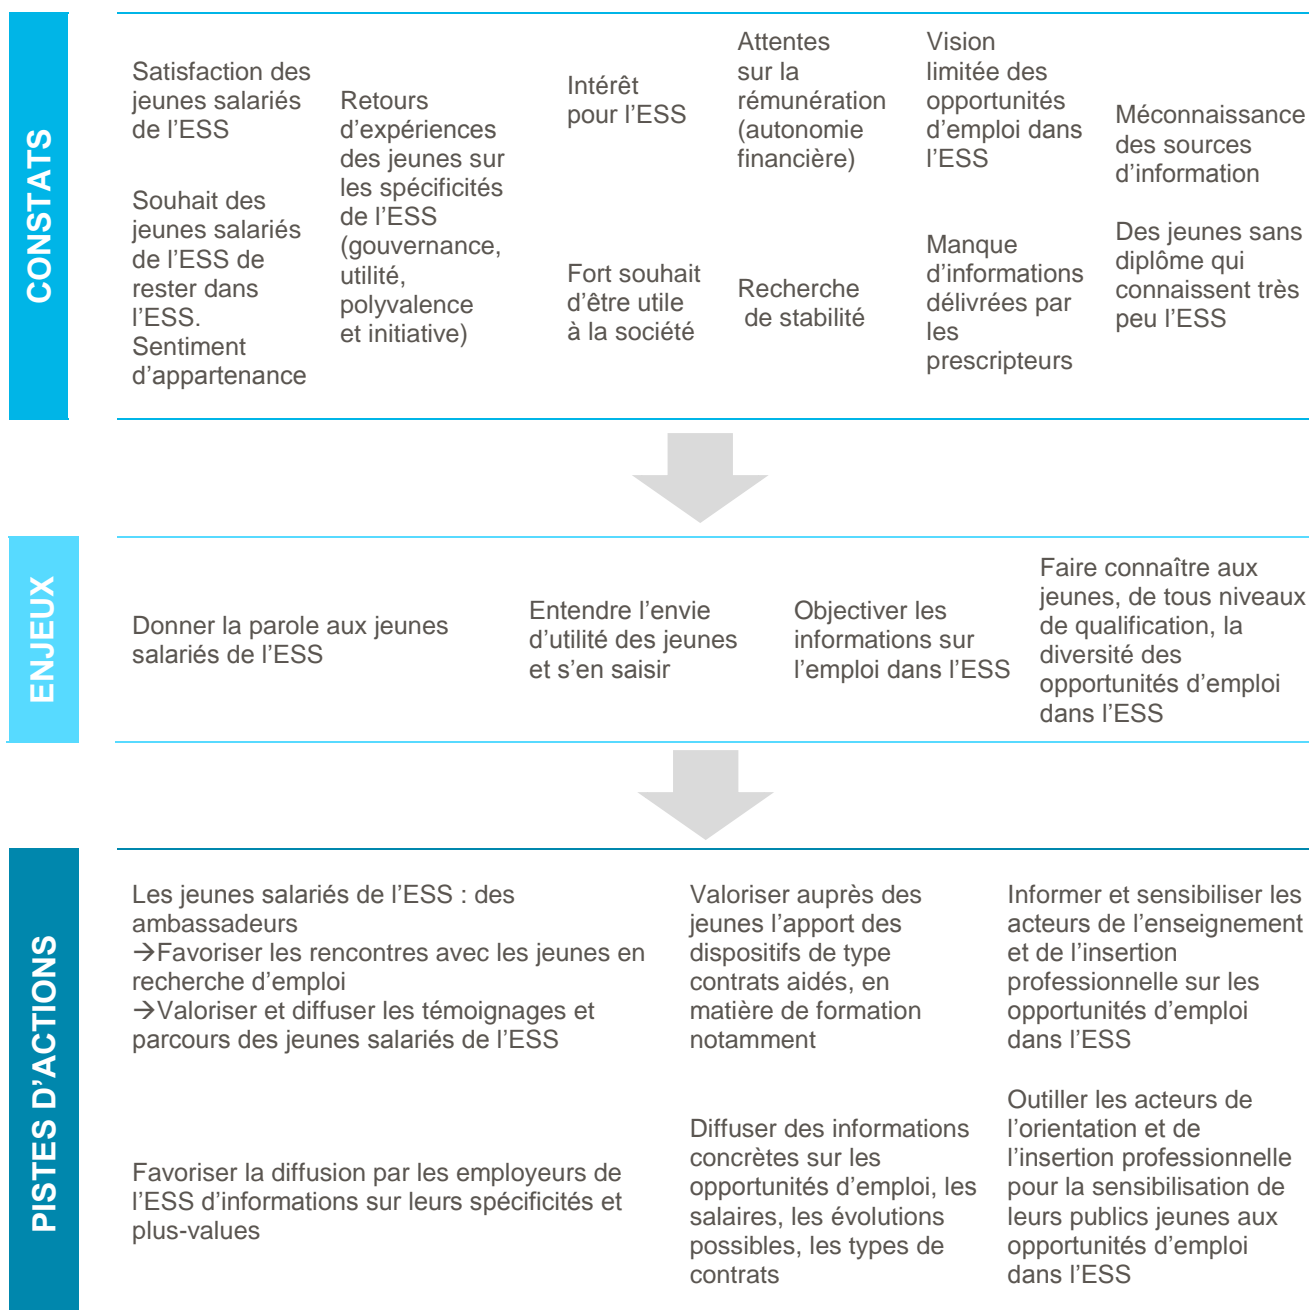 CONSTATS
Satisfaction des
jeunes salariés
de l’ESS
Souhait des
jeunes salariés
de l’ESS de
rester dans
l’ESS.
Sentiment
d’appartenance
Retours
d’expériences
des jeunes sur
les spécificités
de l’ESS
(gouvernance,
utilité,
polyvalence
et initiative)
Intérêt
pour l’ESS
Fort souhait
d’être utile
à la société
Attentes
sur la
rémunération
(autonomie
financière)
Recherche
de stabilité
Vision
limitée des
opportunités
d’emploi dans
l’ESS
Manque
d’informations
délivrées par
les
prescripteurs
Méconnaissance
des sources
d’information
Des jeunes sans
diplôme qui
connaissent très
peu l’ESS
ENJEUX
Donner la parole aux jeunes
salariés de l’ESS
Entendre l’envie
d’utilité des jeunes
et s’en saisir
Objectiver les
informations sur
l’emploi dans l’ESS
Faire connaître aux
jeunes, de tous niveaux
de qualification, la
diversité des
opportunités d’emploi
dans l’ESS
PISTES D’ACTIONS
Les jeunes salariés de l’ESS : des
ambassadeurs
→Favoriser les rencontres avec les jeunes en
recherche d’emploi
→Valoriser et diffuser les témoignages et
parcours des jeunes salariés de l’ESS
Favoriser la diffusion par les employeurs de
l’ESS d’informations sur leurs spécificités et
plus-values
Valoriser auprès des
jeunes l’apport des
dispositifs de type
contrats aidés, en
matière de formation
notamment
Diffuser des informations
concrètes sur les
opportunités d’emploi, les
salaires, les évolutions
possibles, les types de
contrats
Informer et sensibiliser les
acteurs de l’enseignement
et de l’insertion
professionnelle sur les
opportunités d’emploi
dans l’ESS
Outiller les acteurs de
l’orientation et de
l’insertion professionnelle
pour la sensibilisation de
leurs publics jeunes aux
opportunités d’emploi
dans l’ESS